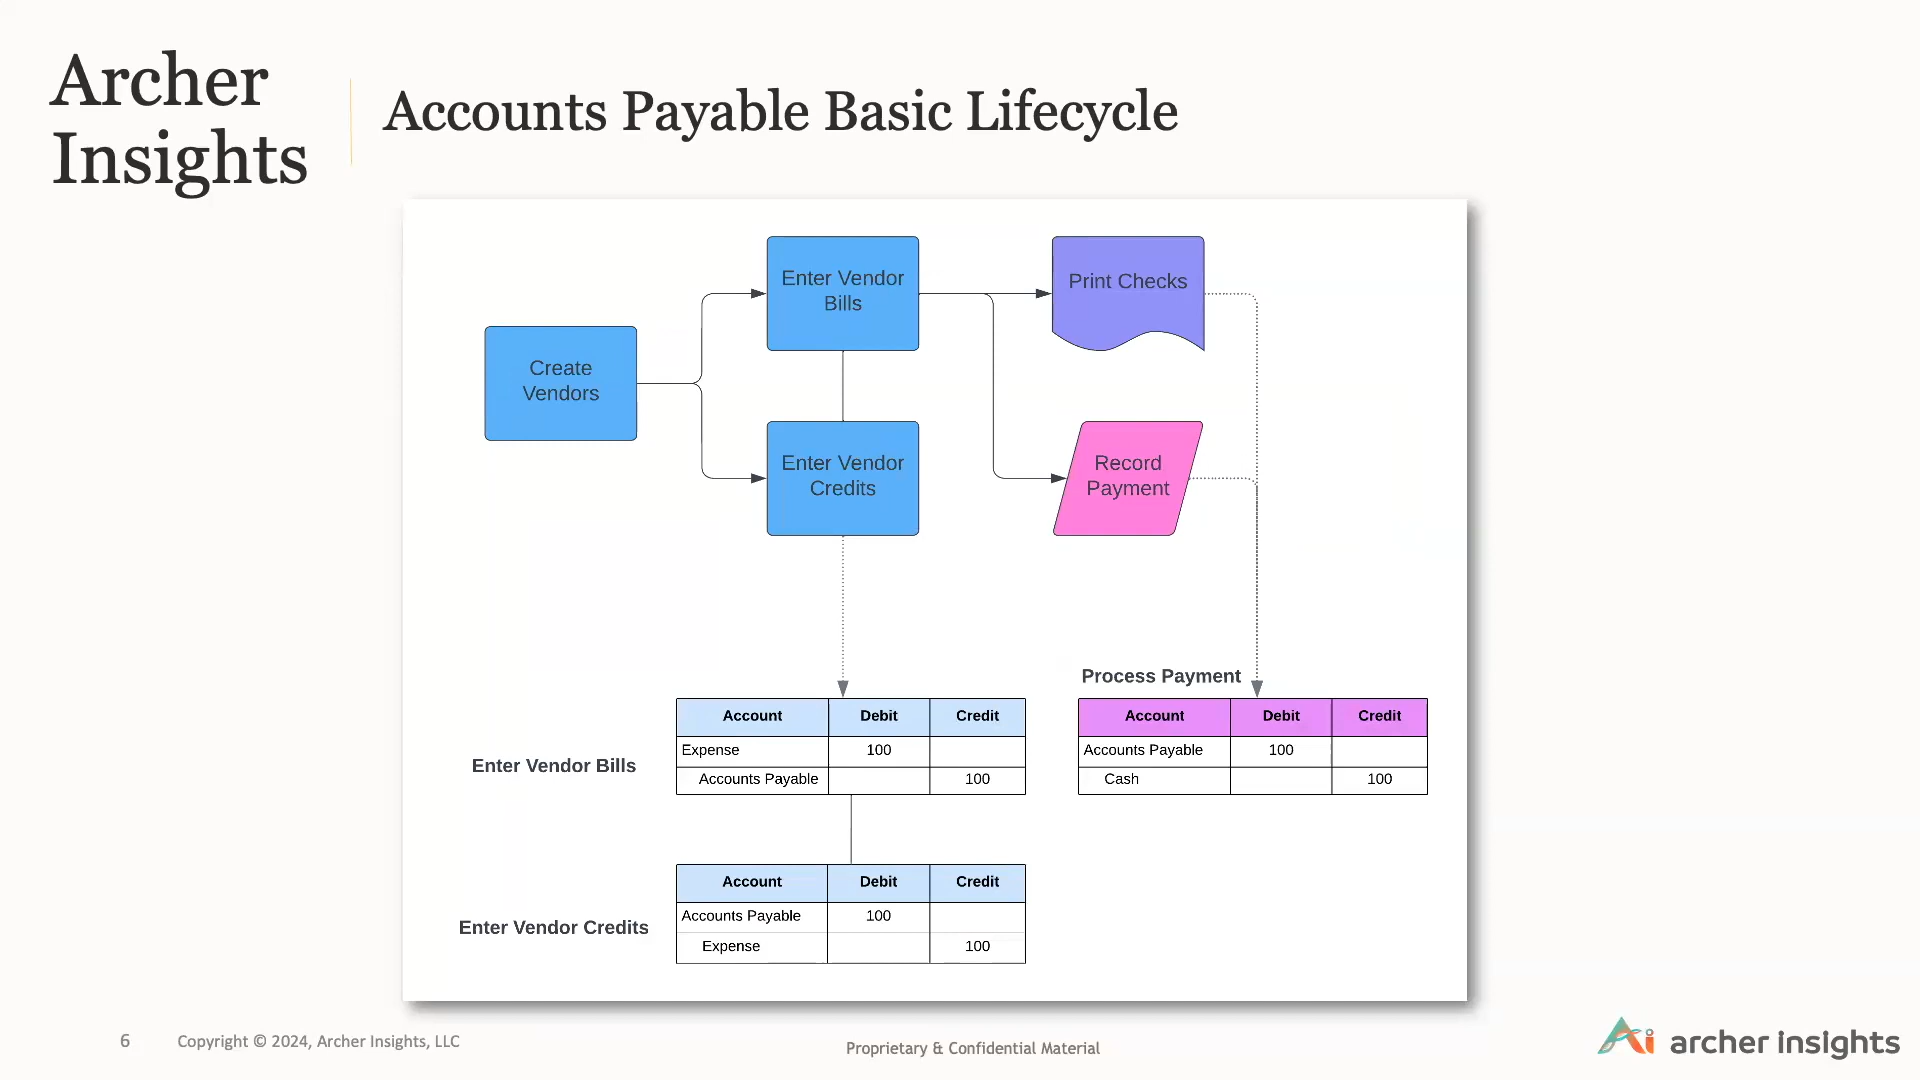 Archer
Insights
Accounts Payable Basic Lifecycle
Enter Vendor
Bills
Print Checks
Create
Vendors
Enter Vendor
Credits
Record
Payment
Process Payment
Account Debit Credit
Expense 100
Accounts Payable 100
Enter Vendor Bills
Account Debit Credit
Accounts Payable 100
Cash 100
Account Debit Credit
Accounts Payable 100
Expense 100
Enter Vendor Credits
6 Copyright © 2024, Archer Insights, LLC
Proprietary & Confidential Material
Ai archer insights